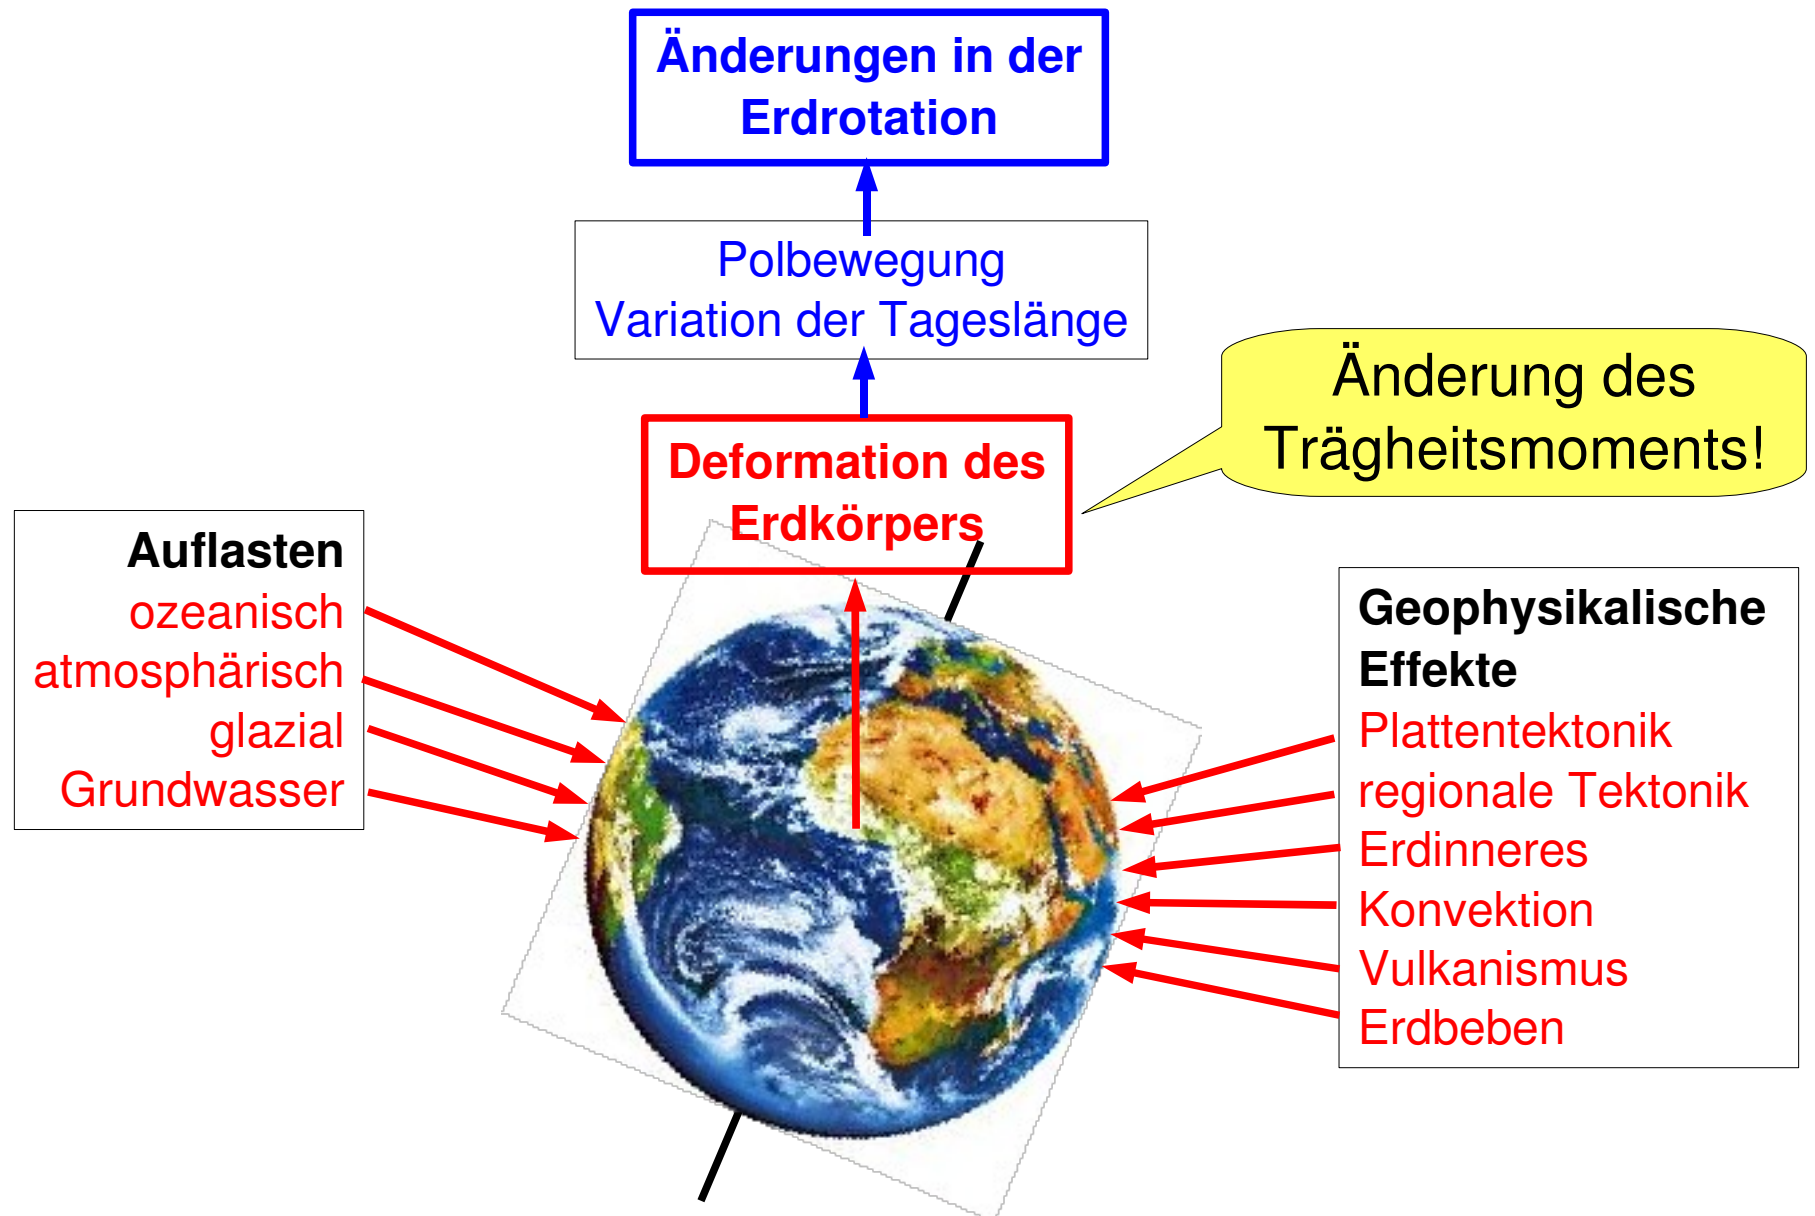 Änderungen in der
Erdrotation
Polbewegung
Variation der Tageslänge
Änderung des
Trägheitsmoments!
Deformation des
Erdkörpers
Auflasten
ozeanisch
atmosphärisch
glazial
Grundwasser
Geophysikalische
Effekte
Plattentektonik
regionale Tektonik
Erdinneres
Konvektion
Vulkanismus
Erdbeben